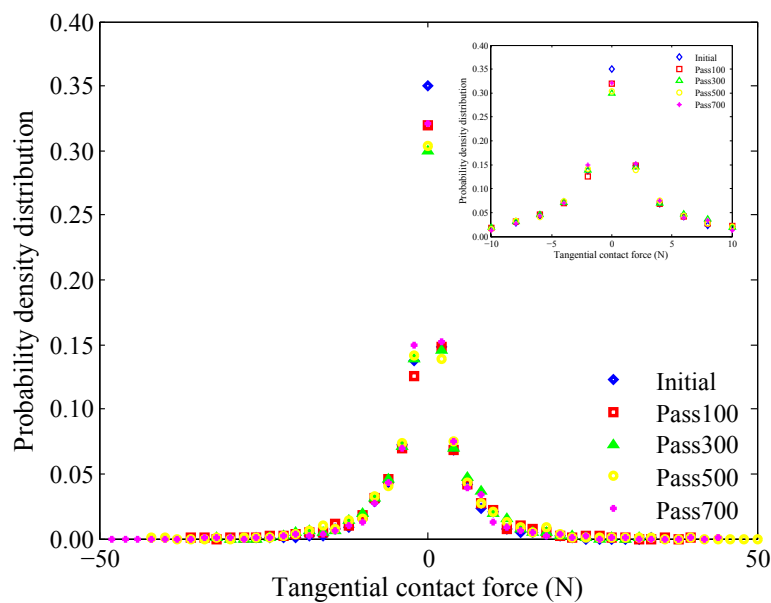 0.40
0.35
0.30
0.25
0.20
0.15
0.10
0.05
0.00
Probability density distribution
−50
0
50
Tangential contact force (N)
Initial
Pass100
Pass300
Pass500
Pass700
0.40
0.35
0.30
0.25
0.20
0.15
0.10
0.05
0.00
Probability density distribution
−10
−5
0
5
10
Tangential contact force (N)
Initial
Pass100
Pass300
Pass500
Pass700